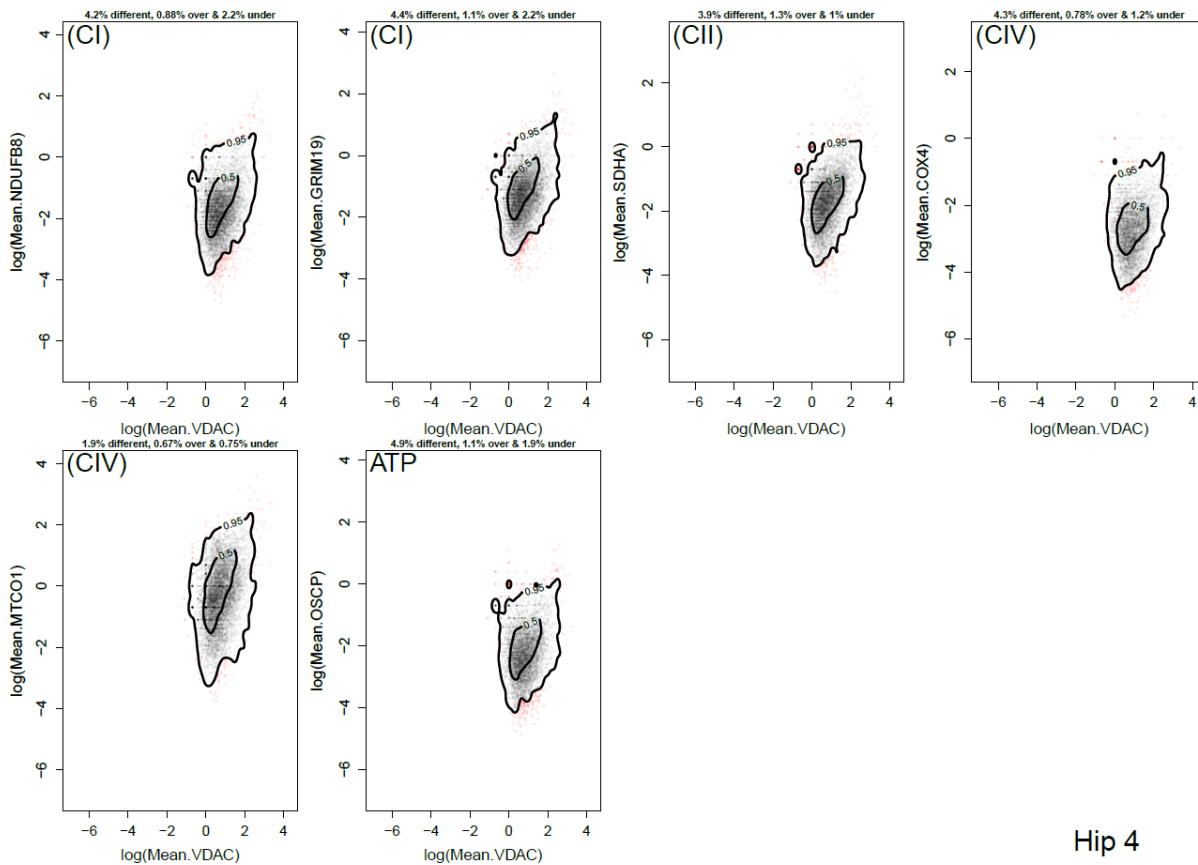 4.2% different, 0.88% over & 2.2% under
(CI)
log(Mean.NDUFB8)
4
2
0
−2
−4
−6
0.95
0.5
−6 −4 −2 0 2 4
log(Mean.VDAC)
4.4% different, 1.1% over & 2.2% under
(CI)
log(Mean.GRIM19)
4
2
0
−2
−4
−6
0.95
0.5
−6 −4 −2 0 2 4
log(Mean.VDAC)
3.9% different, 1.3% over & 1% under
(CII)
log(Mean.SDHA)
2
0
−2
−4
−6
0.95
0.5
−6 −4 −2 0 2 4
log(Mean.VDAC)
4.3% different, 0.78% over & 1.2% under
(CIV)
log(Mean.COX4)
2
0
−2
−4
−6
0.95
0.5
−6 −4 −2 0 2 4
log(Mean.VDAC)
1.9% different, 0.67% over & 0.75% under
(CIV)
log(Mean.MTCO1)
4
2
0
−2
−4
−6
0.95
0.5
−6 −4 −2 0 2 4
log(Mean.VDAC)
4.9% different, 1.1% over & 1.9% under
ATP
log(Mean.OSCP)
4
2
0
−2
−4
−6
0.95
0.5
−6 −4 −2 0 2 4
log(Mean.VDAC)
Hip 4